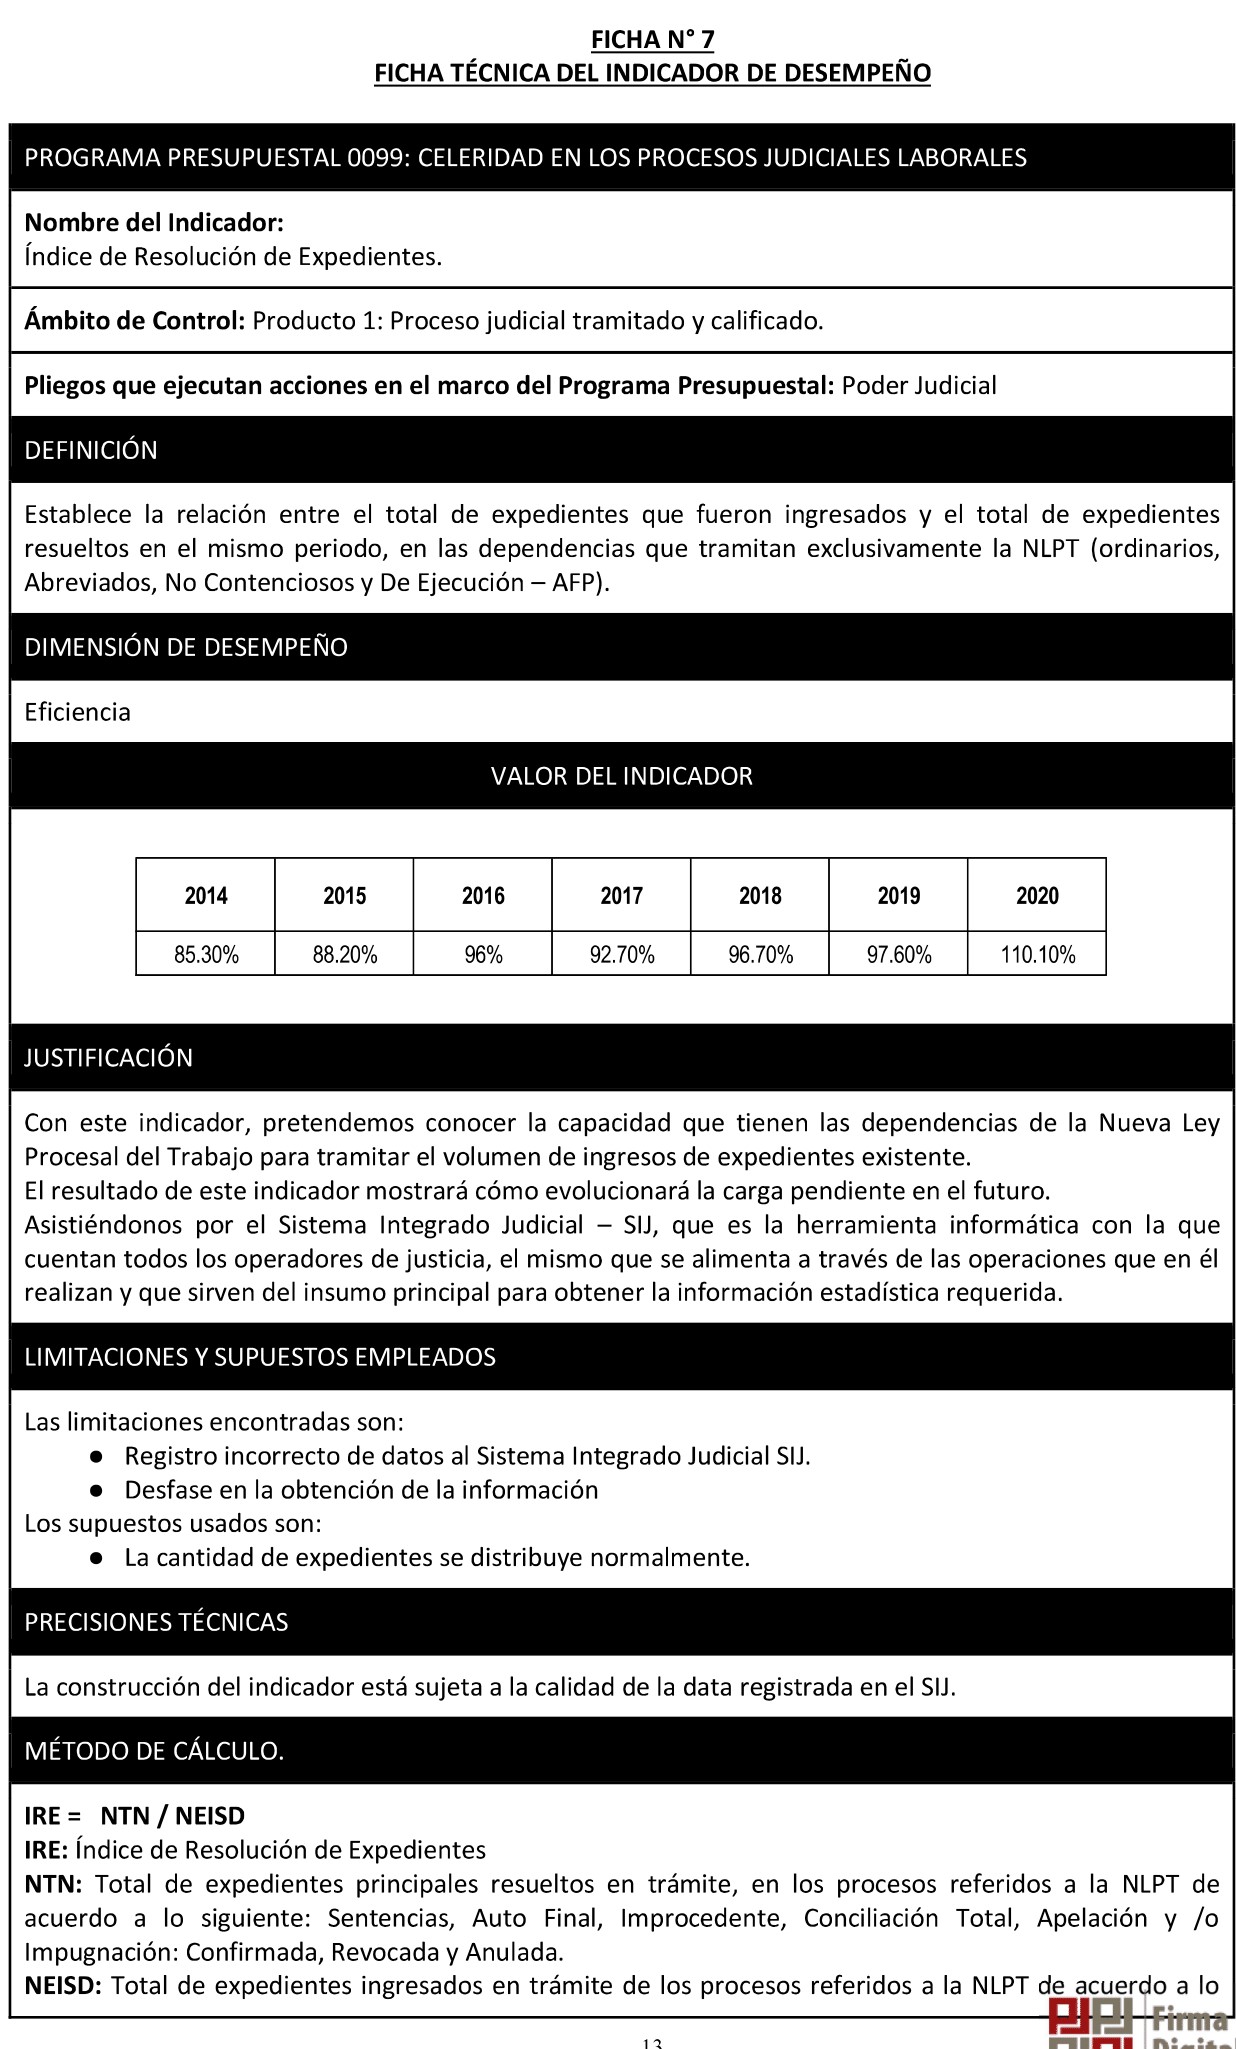 FICHA N° 7
FICHA TÉCNICA DEL INDICADOR DE DESEMPEÑO
PROGRAMA PRESUPUESTAL 0099: CELERIDAD EN LOS PROCESOS JUDICIALES LABORALES
Nombre del Indicador:
Índice de Resolución de Expedientes.
Ámbito de Control: Producto 1: Proceso judicial tramitado y calificado.
Pliegos que ejecutan acciones en el marco del Programa Presupuestal: Poder Judicial
DEFINICIÓN
Establece la relación entre el total de expedientes que fueron ingresados y el total de expedientes
resueltos en el mismo periodo, en las dependencias que tramitan exclusivamente la NLPT (ordinarios,
Abreviados, No Contenciosos y De Ejecución – AFP).
DIMENSIÓN DE DESEMPEÑO
Eficiencia
VALOR DEL INDICADOR
2014 2015 2016 2017 2018 2019 2020
85.30% 88.20% 96% 92.70% 96.70% 97.60% 110.10%
JUSTIFICACIÓN
Con este indicador, pretendemos conocer la capacidad que tienen las dependencias de la Nueva Ley
Procesal del Trabajo para tramitar el volumen de ingresos de expedientes existente.
El resultado de este indicador mostrará cómo evolucionará la carga pendiente en el futuro.
Asistiéndonos por el Sistema Integrado Judicial – SIJ, que es la herramienta informática con la que
cuentan todos los operadores de justicia, el mismo que se alimenta a través de las operaciones que en él
realizan y que sirven del insumo principal para obtener la información estadística requerida.
LIMITACIONES Y SUPUESTOS EMPLEADOS
Las limitaciones encontradas son:
● Registro incorrecto de datos al Sistema Integrado Judicial SIJ.
● Desfase en la obtención de la información
Los supuestos usados son:
● La cantidad de expedientes se distribuye normalmente.
PRECISIONES TÉCNICAS
La construcción del indicador está sujeta a la calidad de la data registrada en el SIJ.
MÉTODO DE CÁLCULO.
IRE = NTN / NEISD
IRE: Índice de Resolución de Expedientes
NTN: Total de expedientes principales resueltos en trámite, en los procesos referidos a la NLPT de
acuerdo a lo siguiente: Sentencias, Auto Final, Improcedente, Conciliación Total, Apelación y /o
Impugnación: Confirmada, Revocada y Anulada.
NEISD: Total de expedientes ingresados en trámite de los procesos referidos a la NLPT de acuerdo a lo
13
Firma
Digital